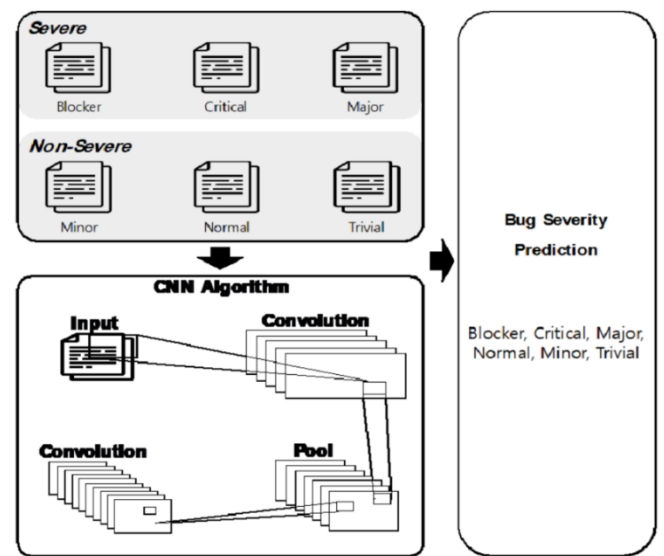 Severe
Blocker
Critical
Major
Non-Severe
Minor
Normal
Trivial
CNN Algorithm
Input
Convolution
Convolution
Pool
Bug Severity
Prediction
Blocker, Critical, Major,
Normal, Minor, Trivial